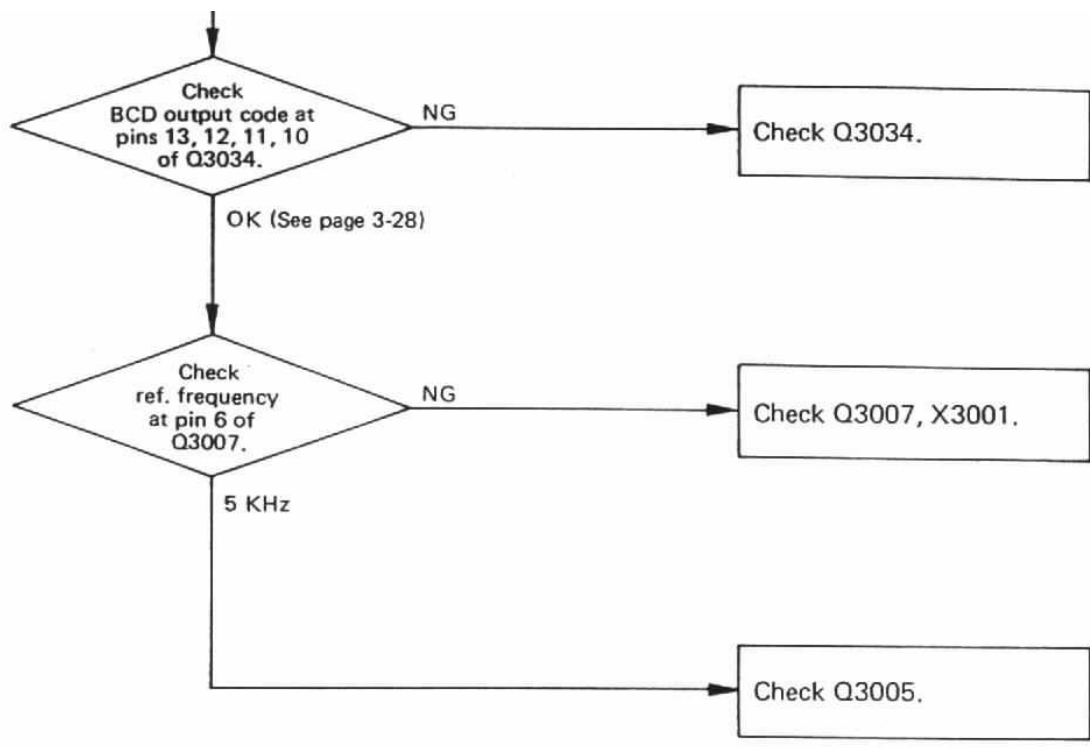 Check
BCD output code at
pins 13, 12, 11, 10
of Q3034.
NG
Check Q3034.
OK (See page 3-28)
Check
ref. frequency
at pin 6 of
Q3007.
NG
Check Q3007, X3001.
5 KHz
Check Q3005.